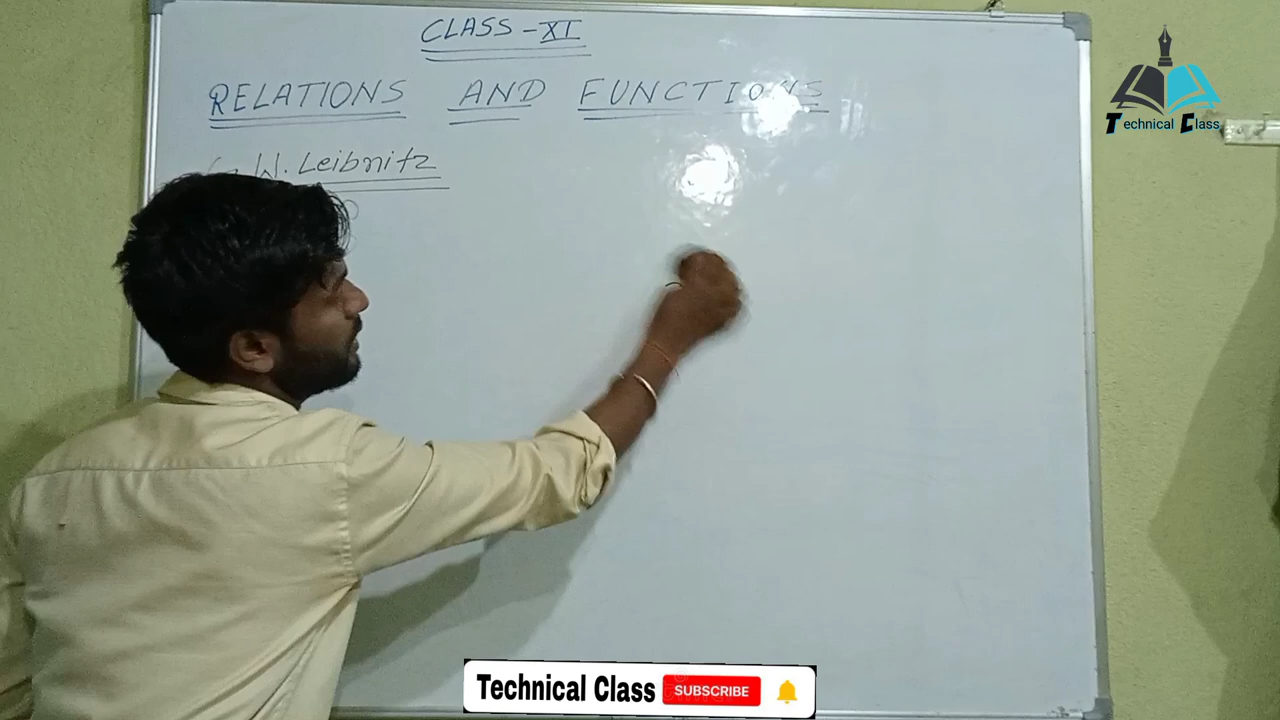 CLASS - XI
RELATIONS AND FUNCTIONS
W. Leibnitz
Technical Class
Technical Class SUBSCRIBE